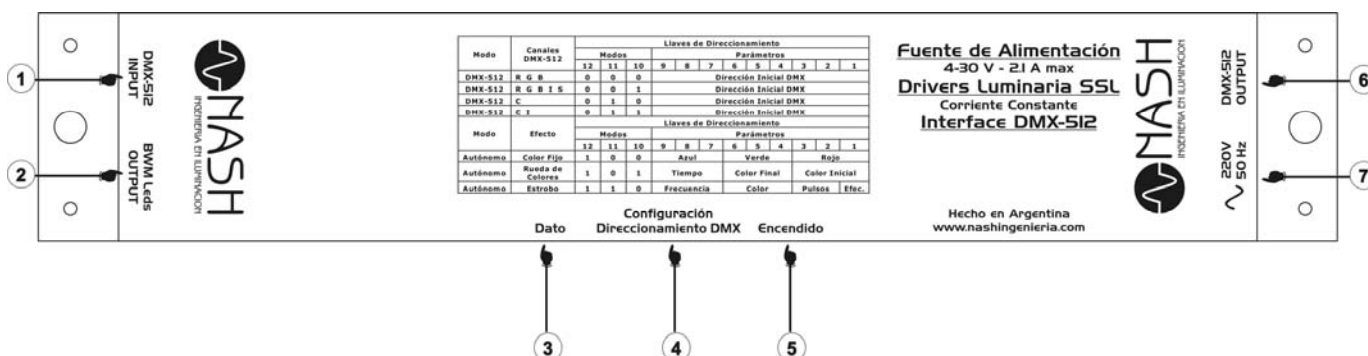 1
DMX-512
INPUT
2
BWM Leds
OUTPUT
NASH
INGENIERIA EN ILUMINACION
Modo Canales DMX-512 Llaves de Direccionamiento
Modos Parámetros
12 11 10 9 8 7 6 5 4 3 2 1
DMX-512 R G B 0 0 0 Dirección Inicial DMX
DMX-512 R G B I S 0 0 1 Dirección Inicial DMX
DMX-512 C 0 1 0 Dirección Inicial DMX
DMX-512 C I 0 1 1 Dirección Inicial DMX
Modo Efecto Llaves de Direccionamiento
Modos Parámetros
12 11 10 9 8 7 6 5 4 3 2 1
Autónomo Color Fijo 1 0 0 Azul Verde Rojo
Autónomo Rueda de Colores 1 0 1 Tiempo Color Final Color Inicial
Autónomo Estrobo 1 1 0 Frecuencia Color Pulsos Efec.
Dato
Configuración
Direccionamiento DMX
Encendido
Fuente de Alimentación
4-30 V - 2.1 A max
Drivers Luminaria SSL
Corriente Constante
Interface DMX-512
Hecho en Argentina
www.nashingenieria.com
NASH
INGENIERIA EN ILUMINACION
DMX-512
OUTPUT
220V
50 Hz
6
7
3
4
5